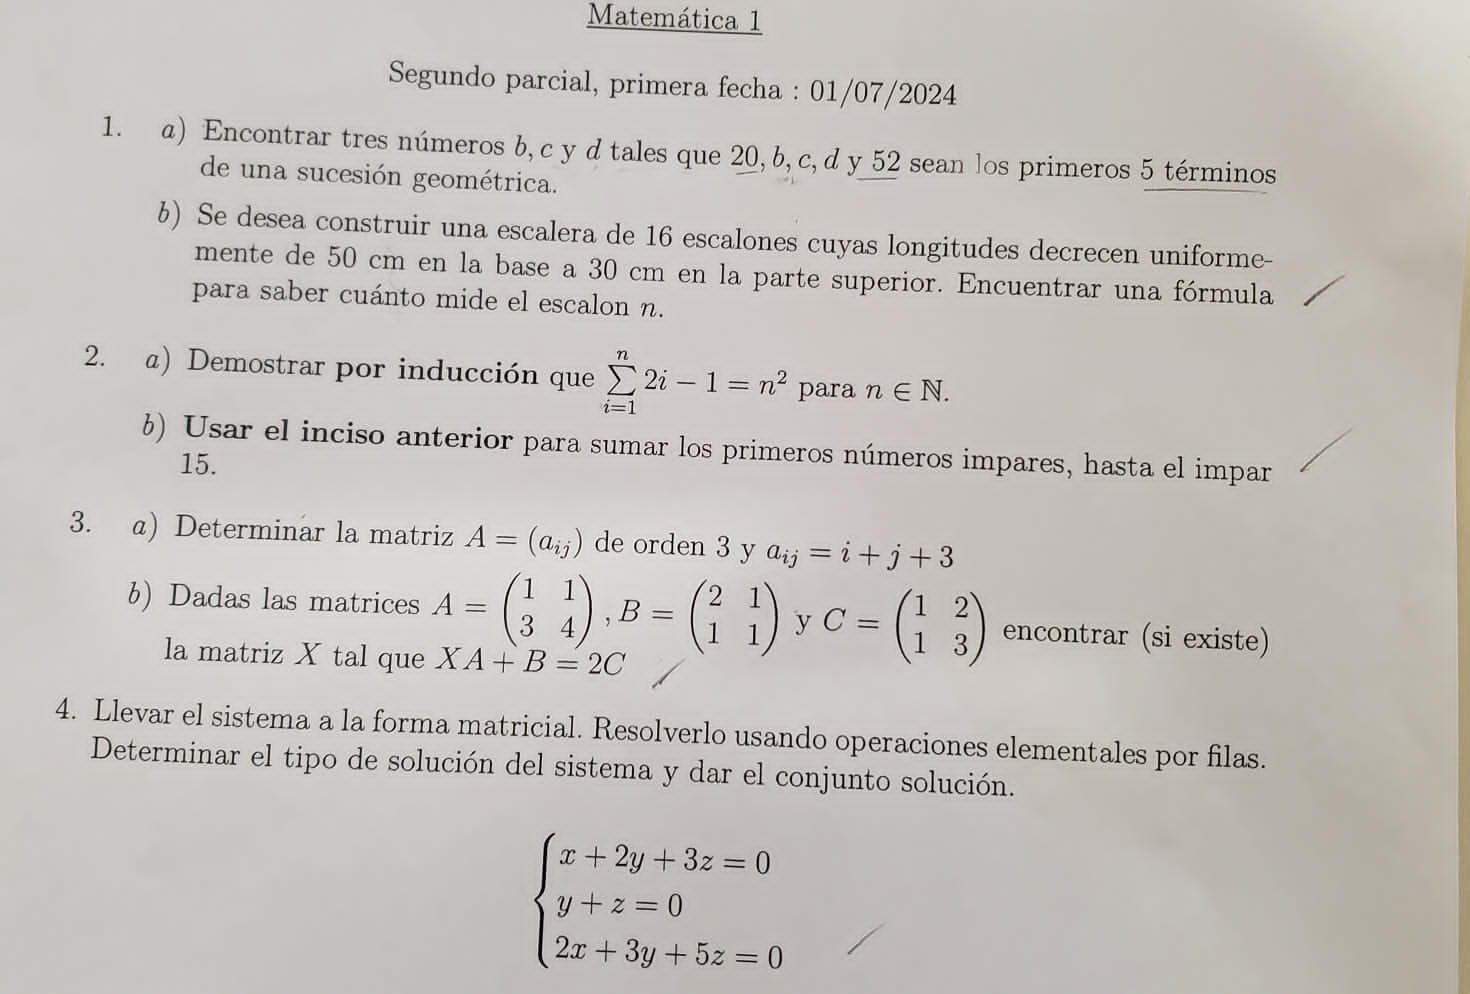 Matemática 1
Segundo parcial, primera fecha : 01/07/2024
1. a) Encontrar tres números b, c y d tales que 20, b, c, d y 52 sean los primeros 5 términos
de una sucesión geométrica.
b) Se desea construir una escalera de 16 escalones cuyas longitudes decrecen uniforme-
mente de 50 cm en la base a 30 cm en la parte superior. Encuentrar una fórmula
para saber cuánto mide el escalon n.
2. a) Demostrar por inducción que $\sum_{i=1}^{n} 2i - 1 = n^2$ para $n \in \mathbb{N}$.
b) Usar el inciso anterior para sumar los primeros números impares, hasta el impar
15.
3. a) Determinar la matriz $A = (a_{ij})$ de orden 3 y $a_{ij} = i + j + 3$
b) Dadas las matrices $A = \begin{pmatrix} 1 & 1 \\ 3 & 4 \end{pmatrix}, B = \begin{pmatrix} 2 & 1 \\ 1 & 1 \end{pmatrix}$ y $C = \begin{pmatrix} 1 & 2 \\ 1 & 3 \end{pmatrix}$ encontrar (si existe)
la matriz X tal que $XA + B = 2C$
4. Llevar el sistema a la forma matricial. Resolverlo usando operaciones elementales por filas.
Determinar el tipo de solución del sistema y dar el conjunto solución.
x + 2y + 3z = 0
y + z = 0
2x + 3y + 5z = 0